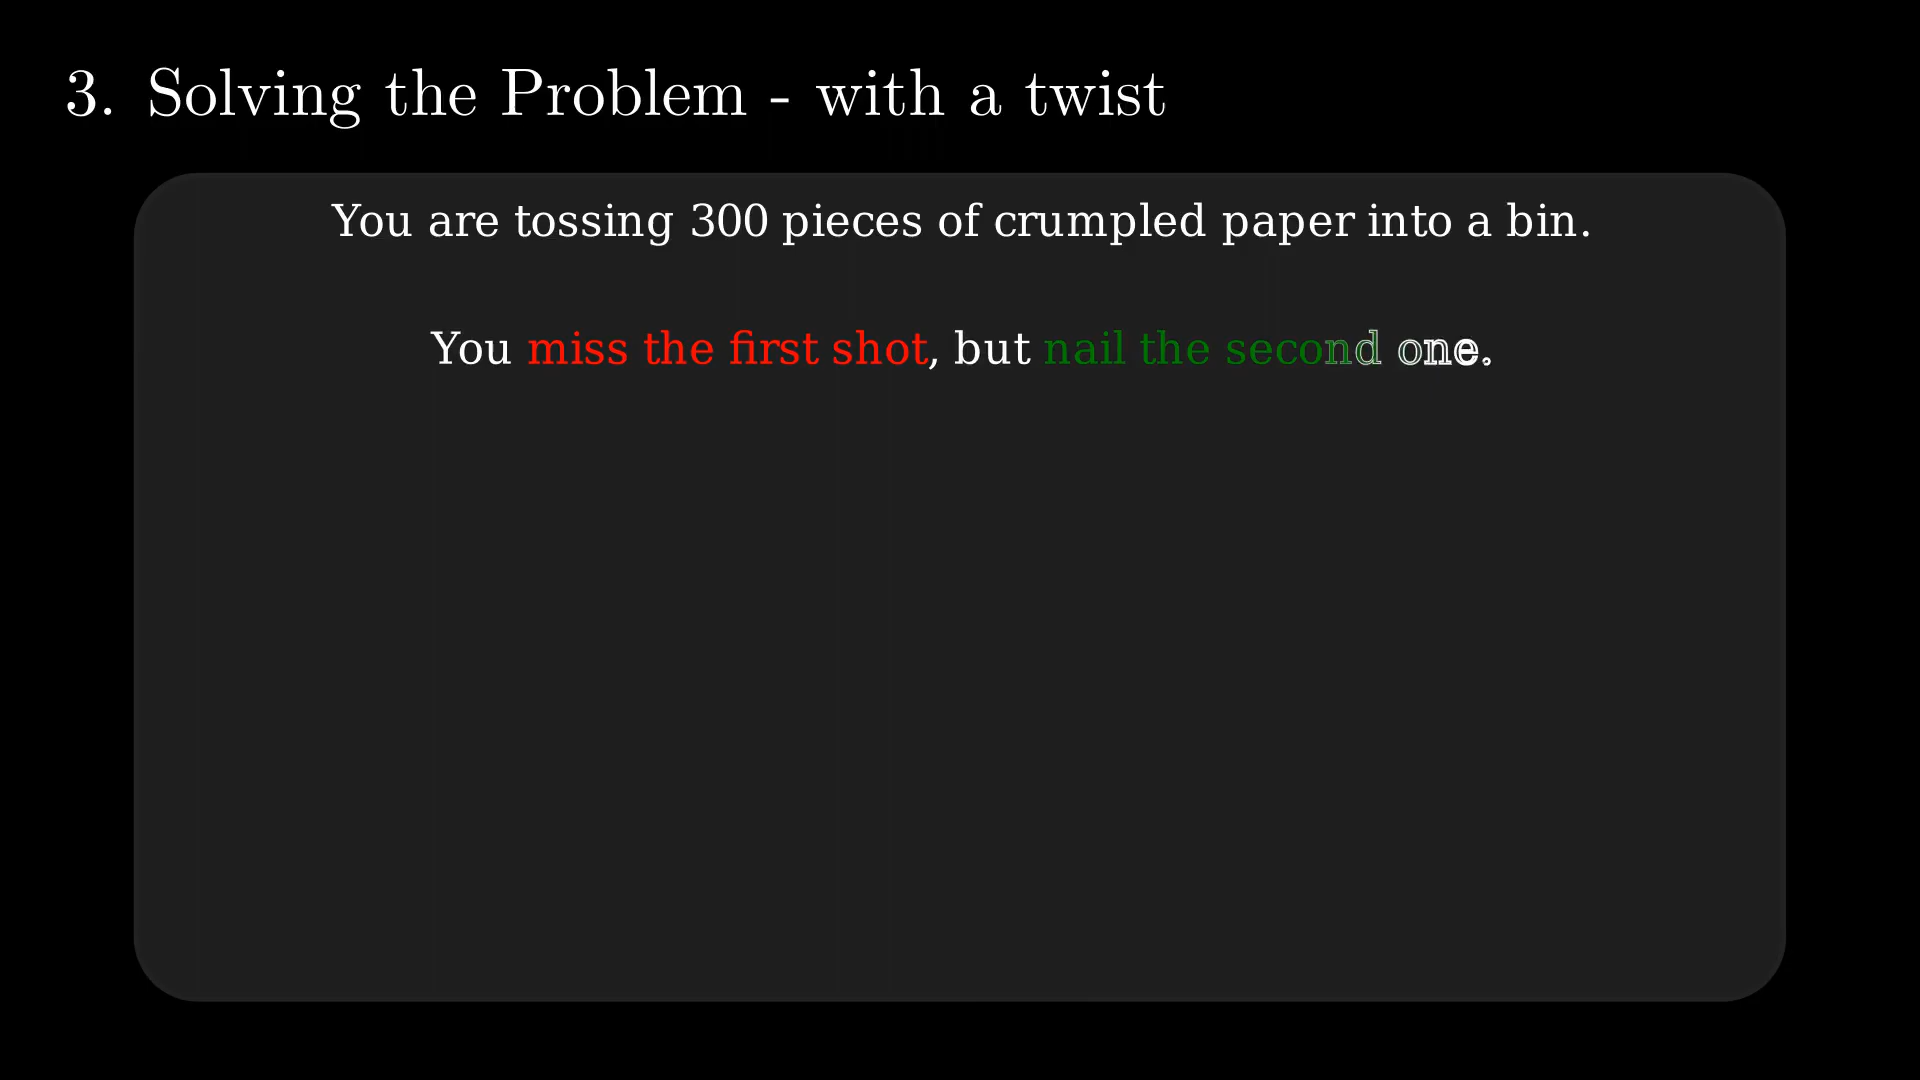 3. Solving the Problem - with a twist
You are tossing 300 pieces of crumpled paper into a bin.
You miss the first shot, but nail the second one.